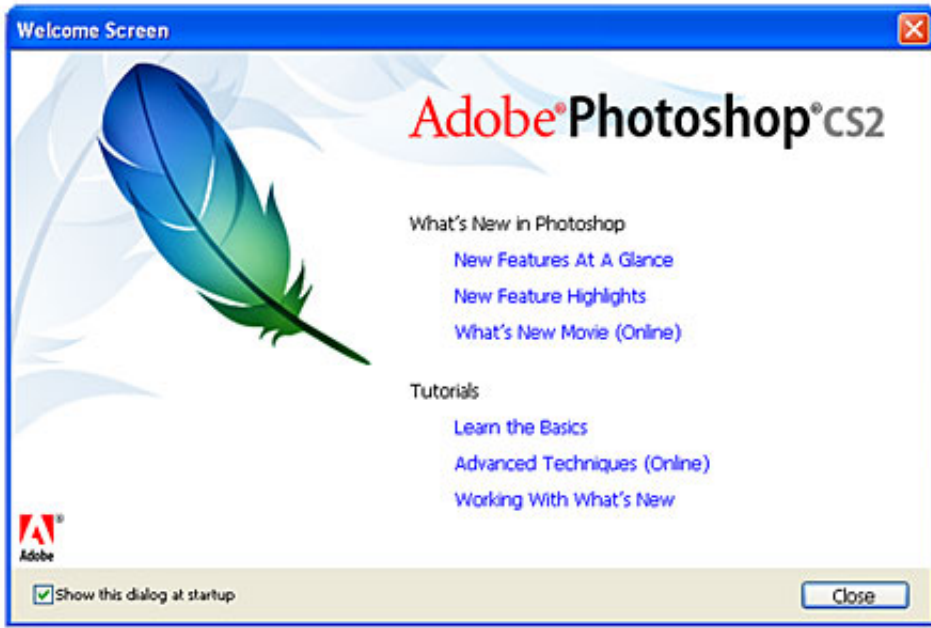 Welcome Screen
Adobe® Photoshop® CS2
What's New in Photoshop
New Features At A Glance
New Feature Highlights
What's New Movie (Online)
Tutorials
Learn the Basics
Advanced Techniques (Online)
Working With What's New
Adobe®
Show this dialog at startup
Close